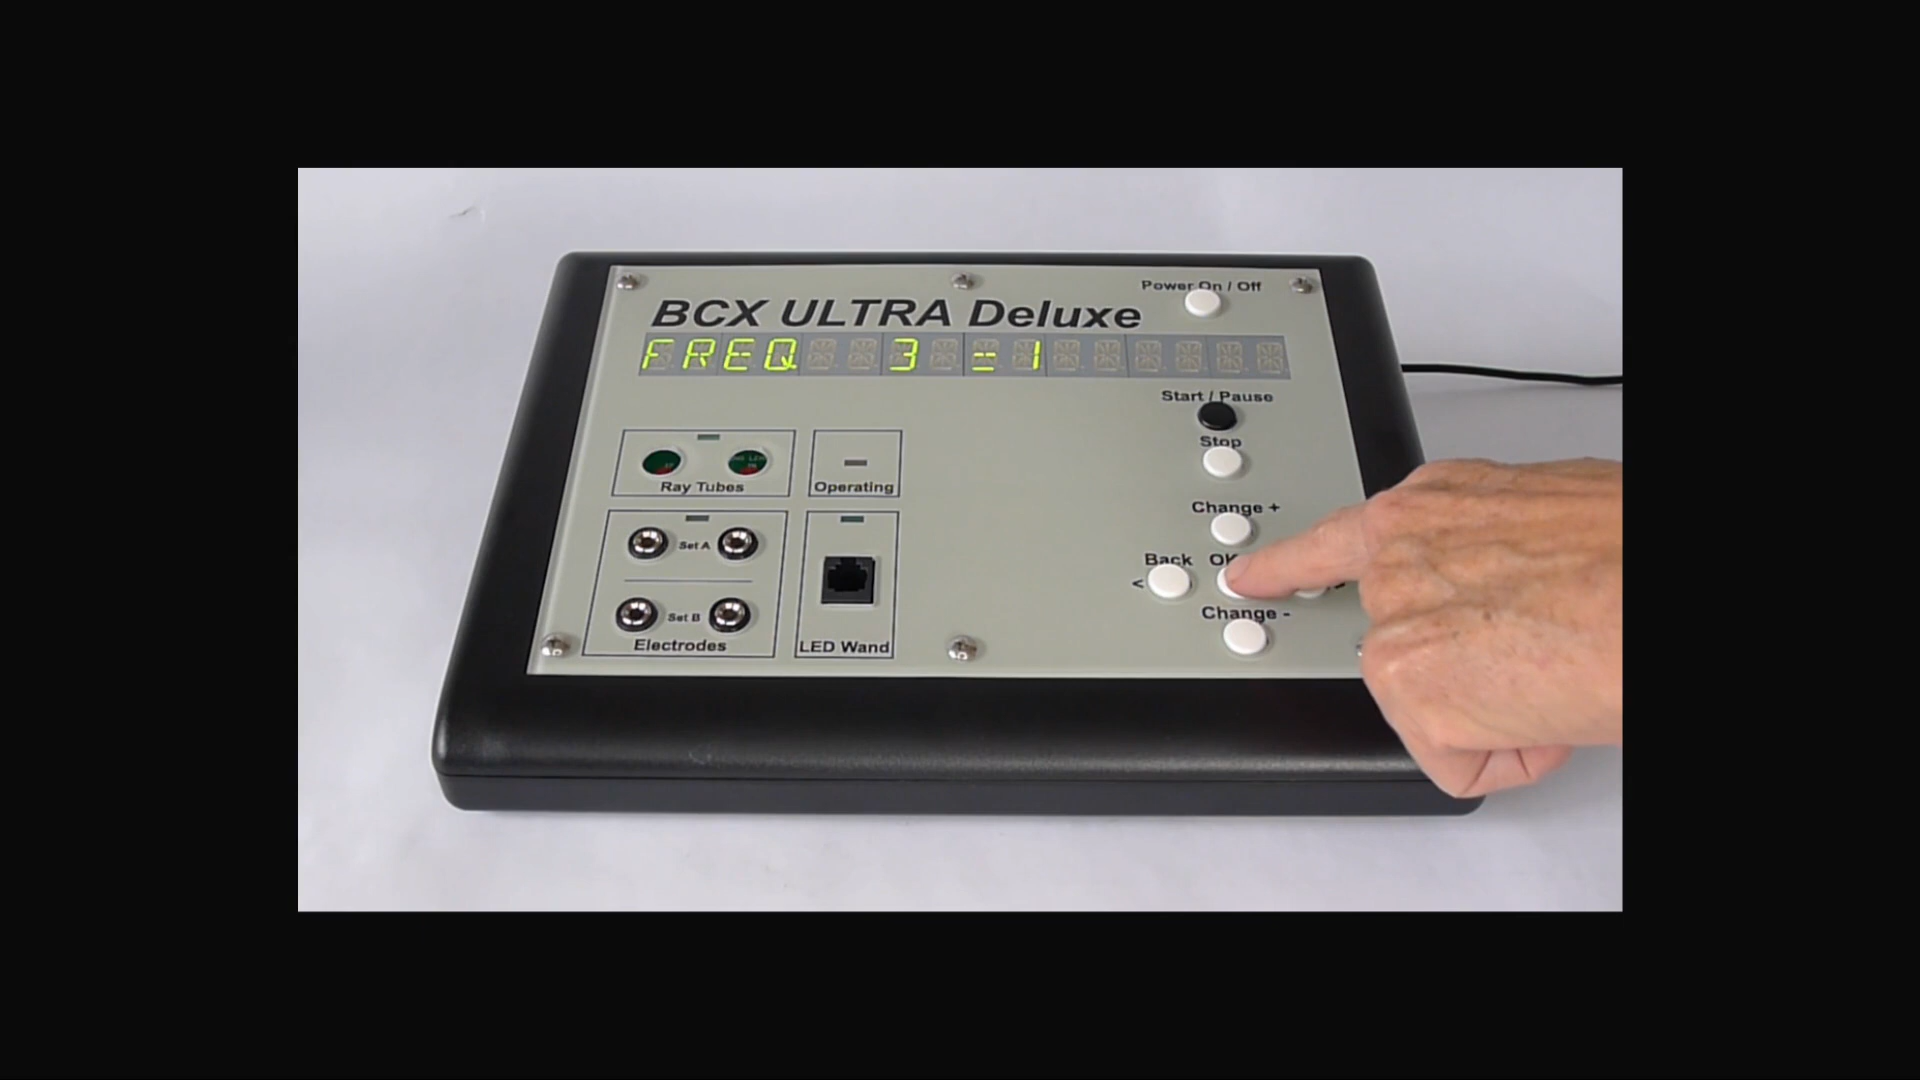 Power On / Off
BCX ULTRA Deluxe
FREQ 3 =1
Start / Pause
Stop
Ray Tubes
Operating
Change +
Set A
Back OK
<
Set B
Change -
Electrodes
LED Wand